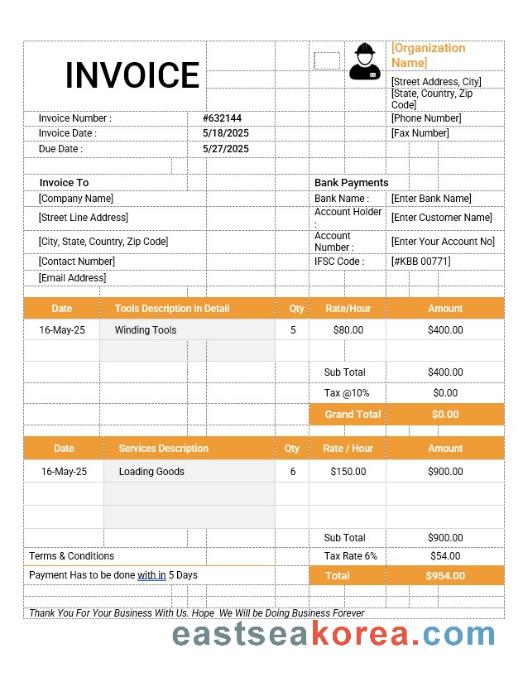 INVOICE
[Organization
Name]
[Street Address, City]
[State, Country, Zip
Code]
Invoice Number : #632144 [Phone Number]
Invoice Date : 5/18/2025 [Fax Number]
Due Date : 5/27/2025
Invoice To Bank Payments
[Company Name] Bank Name : [Enter Bank Name]
[Street Line Address] Account Holder : [Enter Customer Name]
[City, State, Country, Zip Code] Account Number : [Enter Your Account No]
[Contact Number] IFSC Code : [#KBB 00771]
[Email Address]
Date Tools Description In Detail Qty Rate/Hour Amount
16-May-25 Winding Tools 5 $80.00 $400.00
Sub Total $400.00
Tax @10% $0.00
Grand Total $0.00
Date Services Description Qty Rate / Hour Amount
16-May-25 Loading Goods 6 $150.00 $900.00
Sub Total $900.00
Terms & Conditions Tax Rate 6% $54.00
Payment Has to be done with in 5 Days Total $954.00
Thank You For Your Business With Us. Hope We Will be Doing Business Forever
eastseakorea.com